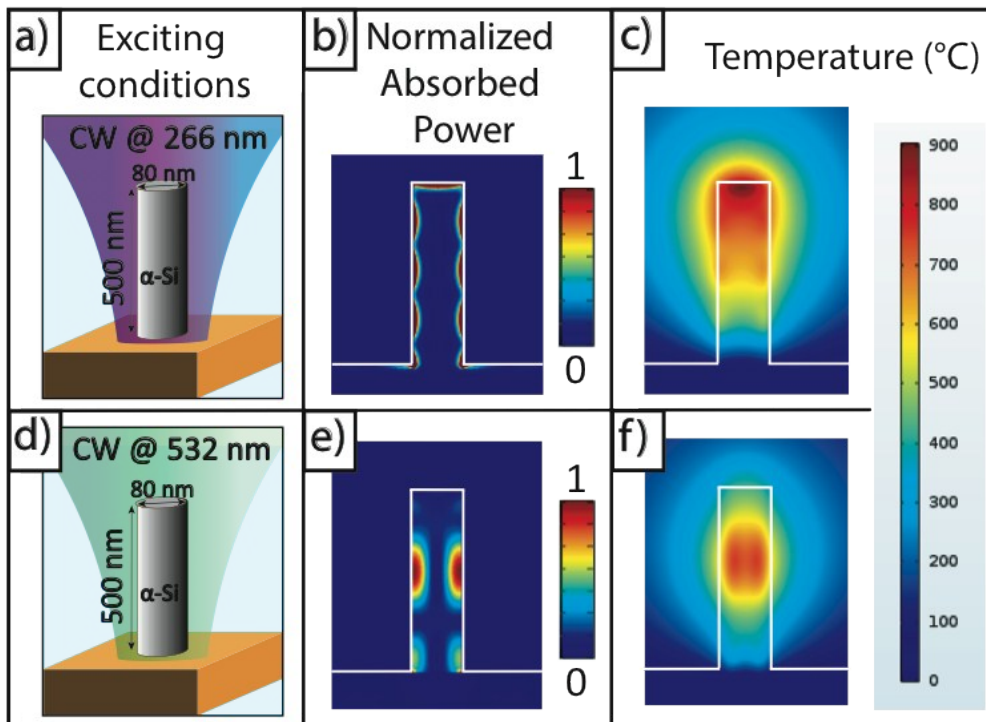 a)
Exciting
conditions
CW @ 266 nm
80 nm
500 nm
α-Si
b)
Normalized
Absorbed
Power
1
0
c)
Temperature (°C)
900
800
700
600
500
400
300
200
100
0
d)
CW @ 532 nm
80 nm
500 nm
α-Si
e)
1
0
f)